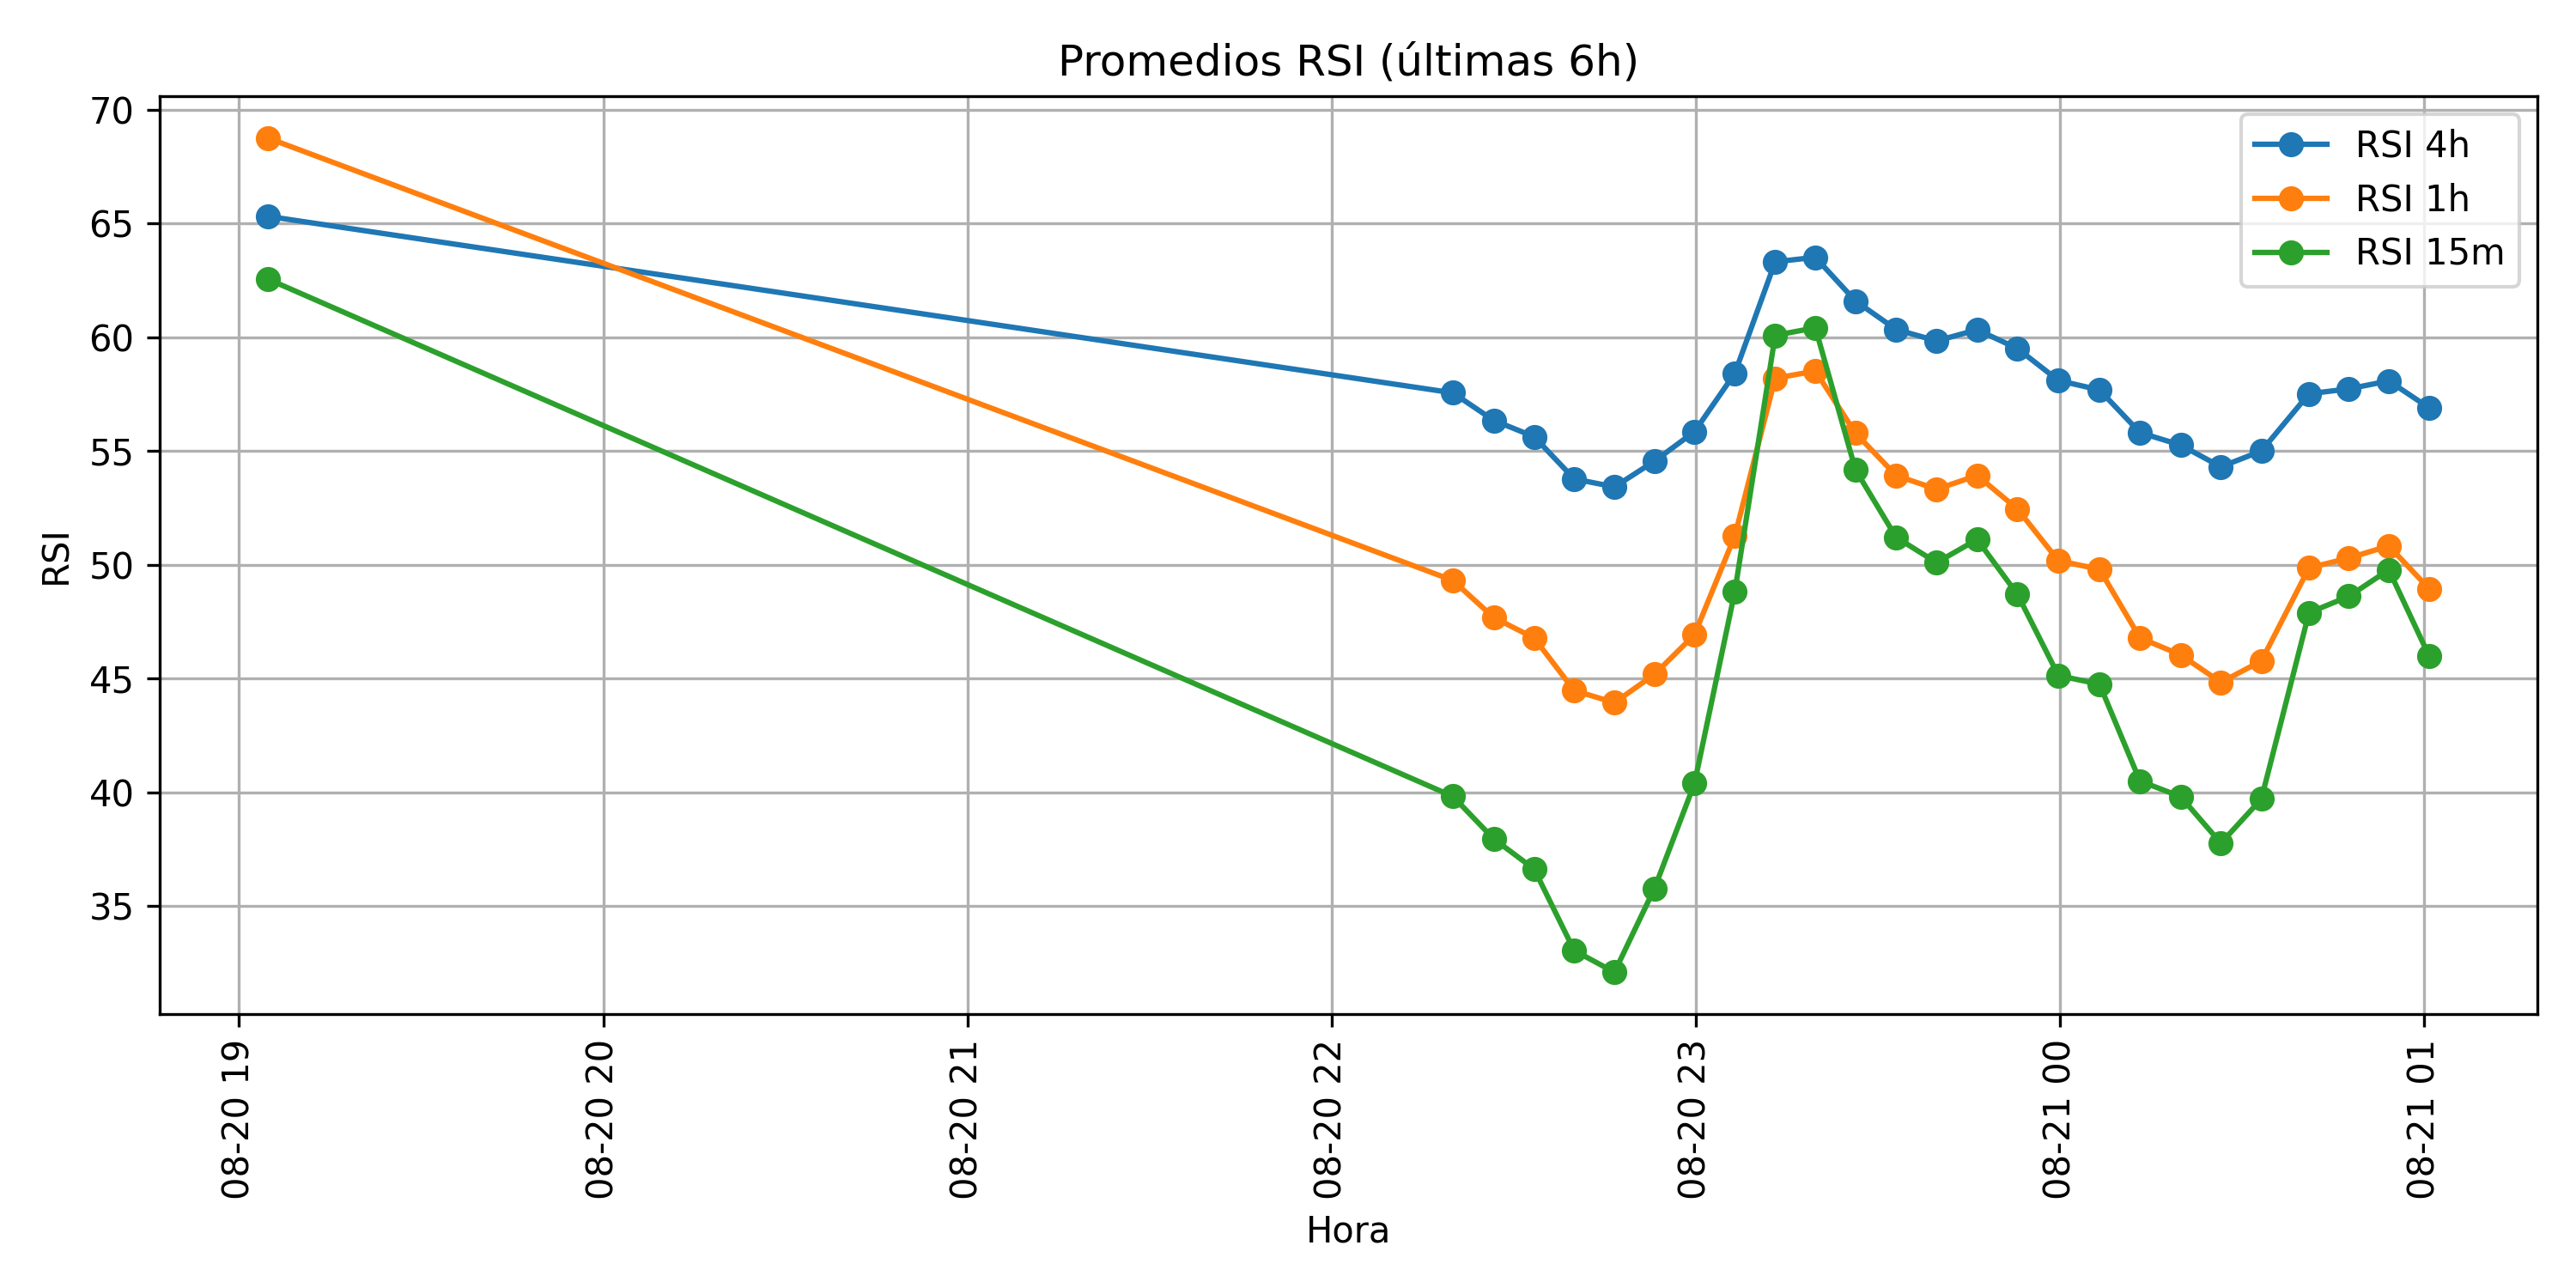 Promedios RSI (últimas 6h)
70
65
60
55
50
45
40
35
RSI
RSI 4h
RSI 1h
RSI 15m
08-20 19
08-20 20
08-20 21
08-20 22
08-20 23
08-21 00
08-21 01
Hora